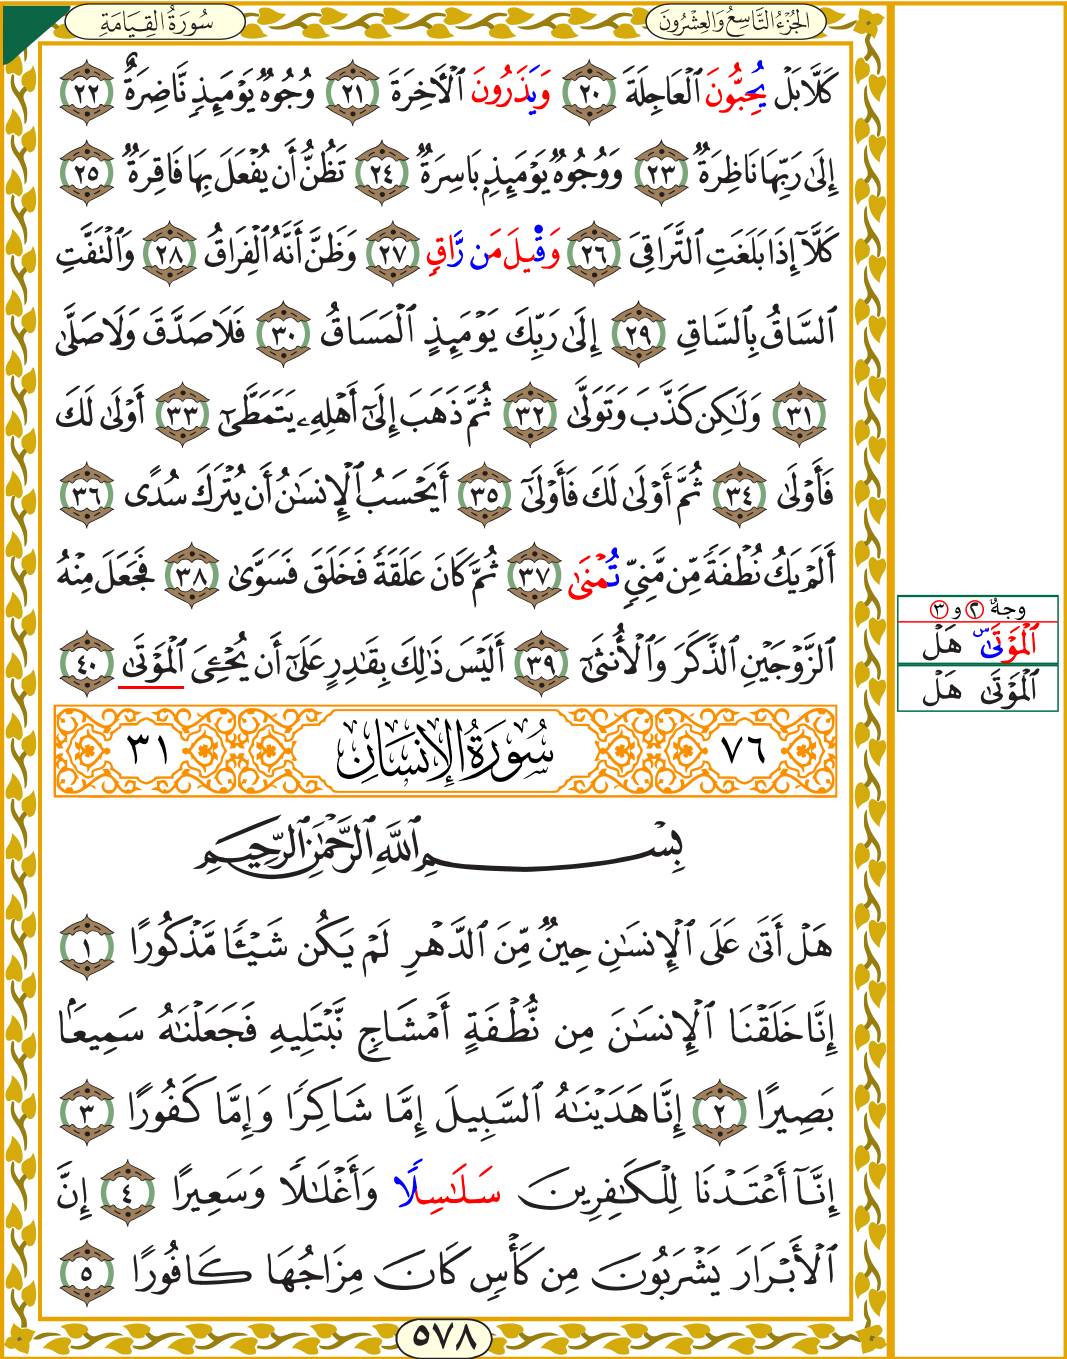 سُورَةُ القِيَامَةِ
الجُزْءُ التَّاسِعُ وَالعِشْرُونَ
كَلَّا بَلْ يُحِبُّونَ ٱلْعَاجِلَةَ ٢٠ وَيَذَرُونَ ٱلْأَخِرَةَ ٢١ وُجُوهٌ يَوْمَئِذٍ نَّاضِرَةٌ ٢٢
إِلَىٰ رَبِّهَا نَاظِرَةٌ ٢٣ وَوُجُوهٌ يَوْمَئِذٍۭ بَاسِرَةٌ ٢٤ تَظُنُّ أَن يُفْعَلَ بِهَا فَاقِرَةٌ ٢٥
كَلَّآ إِذَا بَلَغَتِ ٱلتَّرَاقِيَ ٢٦ وَقِيلَ مَن رَّاقٍ ٢٧ وَظَنَّ أَنَّهُ ٱلْفِرَاقُ ٢٨ وَٱلْتَفَّتِ
ٱلسَّاقُ بِٱلسَّاقِ ٢٩ إِلَىٰ رَبِّكَ يَوْمَئِذٍ ٱلْمَسَاقُ ٣٠ فَلَا صَدَّقَ وَلَا صَلَّىٰ
٣١ وَلَٰكِن كَذَّبَ وَتَوَلَّىٰ ٣٢ ثُمَّ ذَهَبَ إِلَىٰٓ أَهْلِهِۦ يَتَمَطَّىٰٓ ٣٣ أَوْلَىٰ لَكَ
فَأَوْلَىٰ ٣٤ ثُمَّ أَوْلَىٰ لَكَ فَأَوْلَىٰٓ ٣٥ أَيَحْسَبُ ٱلْإِنسَٰنُ أَن يُتْرَكَ سُدًى ٣٦
أَلَمْ يَكُ نُطْفَةً مِّن مَّنِيٍّ تُمْنَىٰ ٣٧ ثُمَّ كَانَ عَلَقَةً فَخَلَقَ فَسَوَّىٰ ٣٨ فَجَعَلَ مِنْهُ
ٱلزَّوْجَيْنِ ٱلذَّكَرَ وَٱلْأُنثَىٰٓ ٣٩ أَلَيْسَ ذَٰلِكَ بِقَٰدِرٍ عَلَىٰٓ أَن يُحْـِۧيَ ٱلْمَوْتَىٰ ٤٠
وجهٌ ٢ و ٣
ٱلْمَوْتَىٰ س هَلْ
ٱلْمَوْتَىٰ هَلْ
٧٦ سُورَةُ الإِنسَانِ ٣١
بِسْمِ ٱللَّهِ ٱلرَّحْمَٰنِ ٱلرَّحِيمِ
هَلْ أَتَىٰ عَلَى ٱلْإِنسَٰنِ حِينٌ مِّنَ ٱلدَّهْرِ لَمْ يَكُن شَيْـًٔا مَّذْكُورًا ١
إِنَّا خَلَقْنَا ٱلْإِنسَٰنَ مِن نُّطْفَةٍ أَمْشَاجٍ نَّبْتَلِيهِ فَجَعَلْنَٰهُ سَمِيعًۢا
بَصِيرًا ٢ إِنَّا هَدَيْنَٰهُ ٱلسَّبِيلَ إِمَّا شَاكِرًا وَإِمَّا كَفُورًا ٣
إِنَّآ أَعْتَدْنَا لِلْكَٰفِرِينَ سَلَٰسِلًا وَأَغْلَٰلًا وَسَعِيرًا ٤ إِنَّ
ٱلْأَبْرَارَ يَشْرَبُونَ مِن كَأْسٍ كَانَ مِزَاجُهَا كَافُورًا ٥
٥٧٨